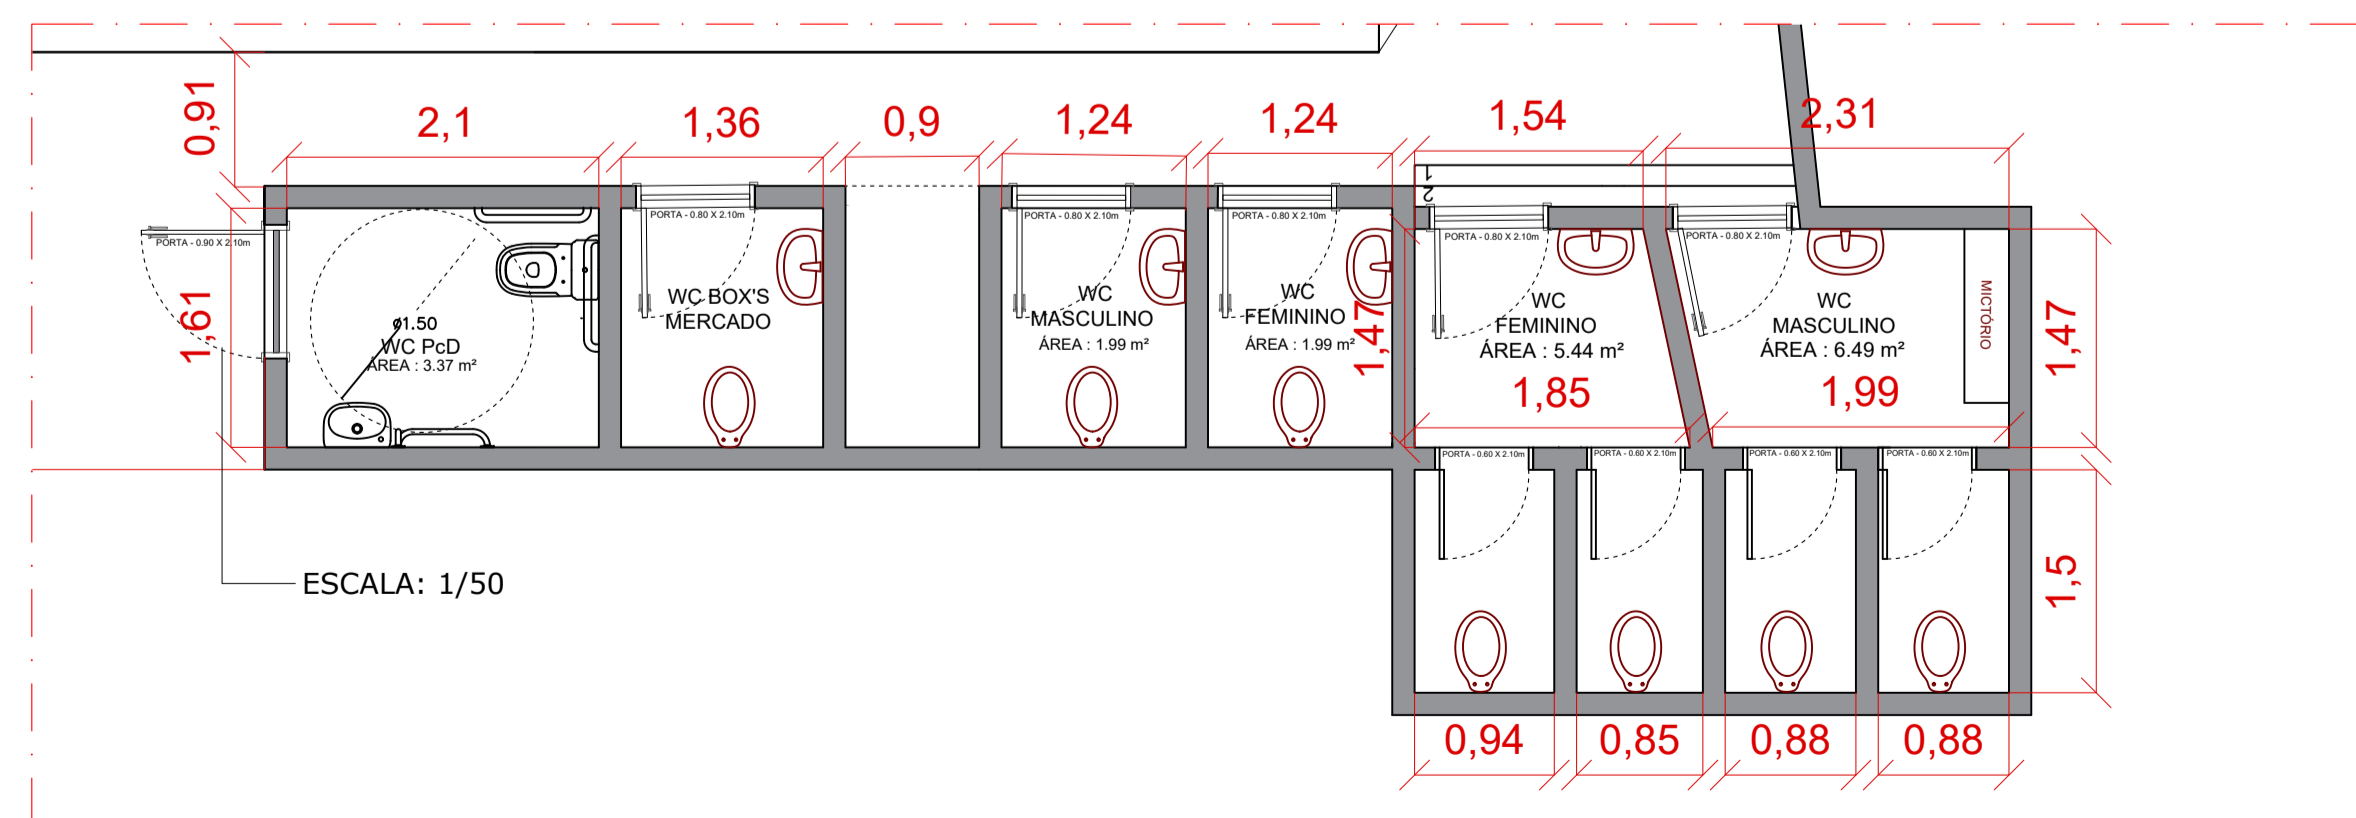 0,91
2,1
1,36
0,9
1,24
1,24
1,54
2,31
1
2
PORTA - 0.90 X 2.10m
PORTA - 0.80 X 2.10m
PORTA - 0.80 X 2.10m
PORTA - 0.80 X 2.10m
PORTA - 0.80 X 2.10m
PORTA - 0.80 X 2.10m
1,61
ø1.50
WC PcD
ÁREA : 3.37 m²
WC BOX'S
MERCADO
WC
MASCULINO
ÁREA : 1.99 m²
WC
FEMININO
ÁREA : 1.99 m²
1,47
WC
FEMININO
ÁREA : 5.44 m²
1,85
WC
MASCULINO
ÁREA : 6.49 m²
1,99
MICTÓRIO
1,47
PORTA - 0.60 X 2.10m
PORTA - 0.60 X 2.10m
PORTA - 0.60 X 2.10m
PORTA - 0.60 X 2.10m
1,5
ESCALA: 1/50
0,94
0,85
0,88
0,88